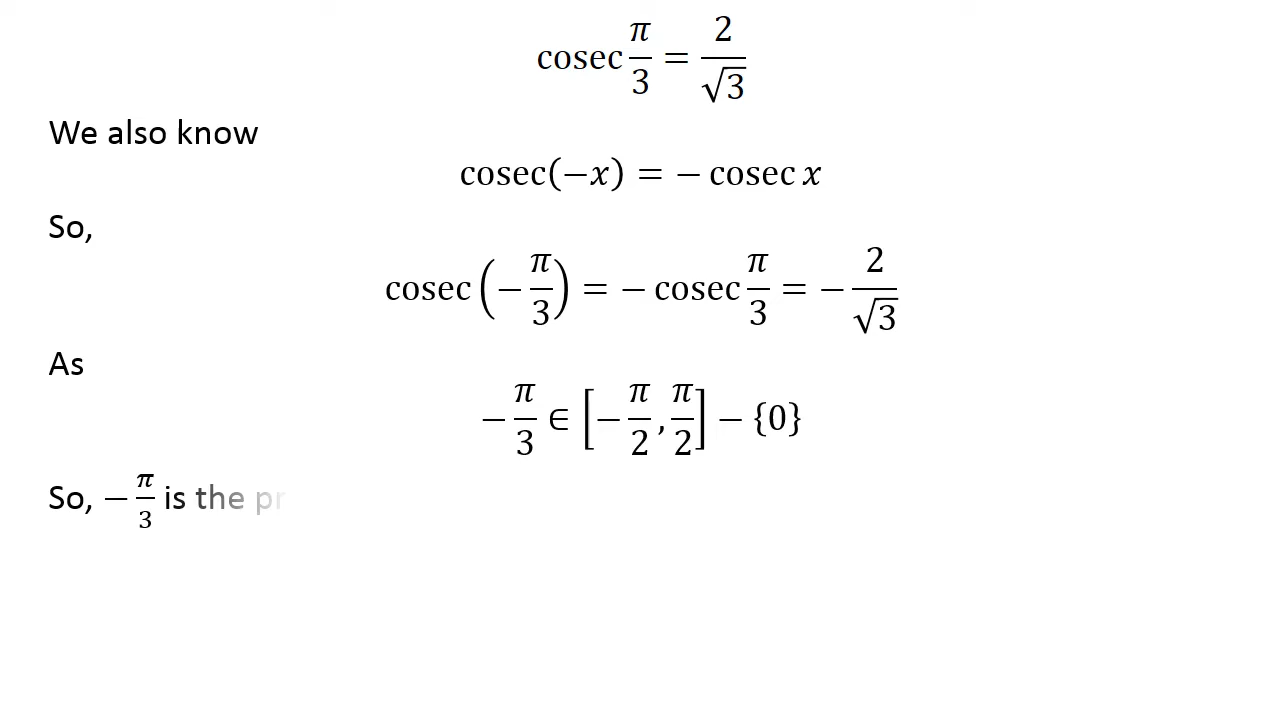 cosec π/3 = 2/√3
We also know
cosec(−x) = − cosec x
So,
cosec (−π/3) = − cosec π/3 = − 2/√3
As
− π/3 ∈ [−π/2, π/2] − {0}
So, − π/3 is the pr